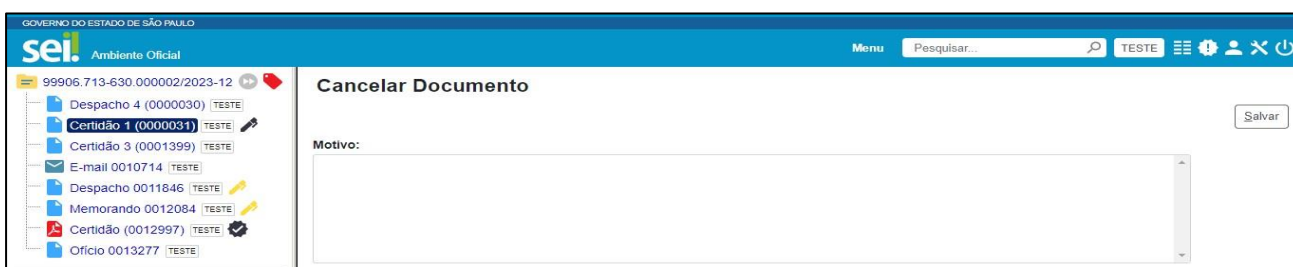 GOVERNO DO ESTADO DE SÃO PAULO
sei. Ambiente Oficial Menu Pesquisar... TESTE
99906.713-630.000002/2023-12
Despacho 4 (0000030) TESTE
Certidão 1 (0000031) TESTE
Certidão 3 (0001399) TESTE
E-mail 0010714 TESTE
Despacho 0011846 TESTE
Memorando 0012084 TESTE
Certidão (0012997) TESTE
Ofício 0013277 TESTE
Cancelar Documento
Salvar
Motivo: